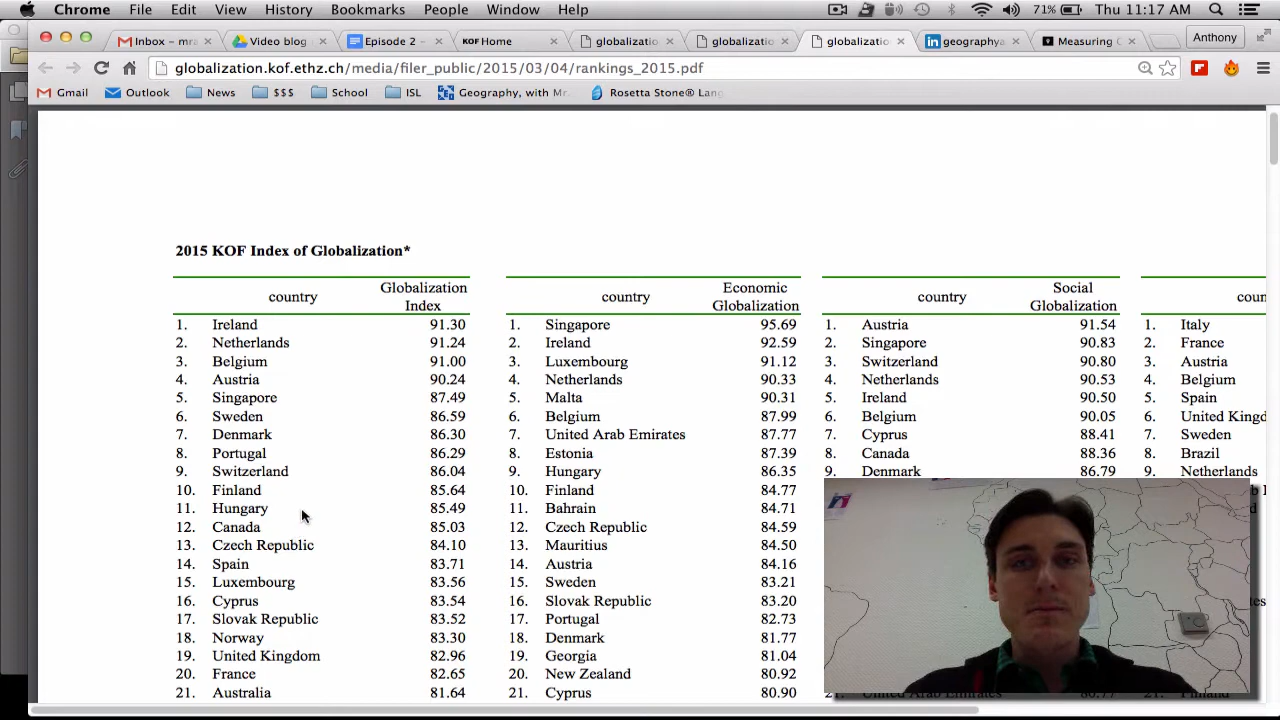 Chrome File Edit View History Bookmarks People Window Help 71% Thu 11:17 AM
Inbox – mra Video blog Episode 2 – KOF Home globalizatio globalizatio globalizatio geographya Measuring Anthony
globalization.kof.ethz.ch/media/filer_public/2015/03/04/rankings_2015.pdf
Gmail Outlook News $$$ School ISL Geography, with Mr. Rosetta Stone® Lang
2015 KOF Index of Globalization*
country Globalization Index country Economic Globalization country Social Globalization coun
1. Ireland 91.30 1. Singapore 95.69 1. Austria 91.54 1. Italy
2. Netherlands 91.24 2. Ireland 92.59 2. Singapore 90.83 2. France
3. Belgium 91.00 3. Luxembourg 91.12 3. Switzerland 90.80 3. Austria
4. Austria 90.24 4. Netherlands 90.33 4. Netherlands 90.53 4. Belgium
5. Singapore 87.49 5. Malta 90.31 5. Ireland 90.50 5. Spain
6. Sweden 86.59 6. Belgium 87.99 6. Belgium 90.05 6. United Kingd
7. Denmark 86.30 7. United Arab Emirates 87.77 7. Cyprus 88.41 7. Sweden
8. Portugal 86.29 8. Estonia 87.39 8. Canada 88.36 8. Brazil
9. Switzerland 86.04 9. Hungary 86.35 9. Denmark 86.79 9. Netherlands
10. Finland 85.64 10. Finland 84.77
11. Hungary 85.49 11. Bahrain 84.71
12. Canada 85.03 12. Czech Republic 84.59
13. Czech Republic 84.10 13. Mauritius 84.50
14. Spain 83.71 14. Austria 84.16
15. Luxembourg 83.56 15. Sweden 83.21
16. Cyprus 83.54 16. Slovak Republic 83.20
17. Slovak Republic 83.52 17. Portugal 82.73
18. Norway 83.30 18. Denmark 81.77
19. United Kingdom 82.96 19. Georgia 81.04
20. France 82.65 20. New Zealand 80.92
21. Australia 81.64 21. Cyprus 80.90